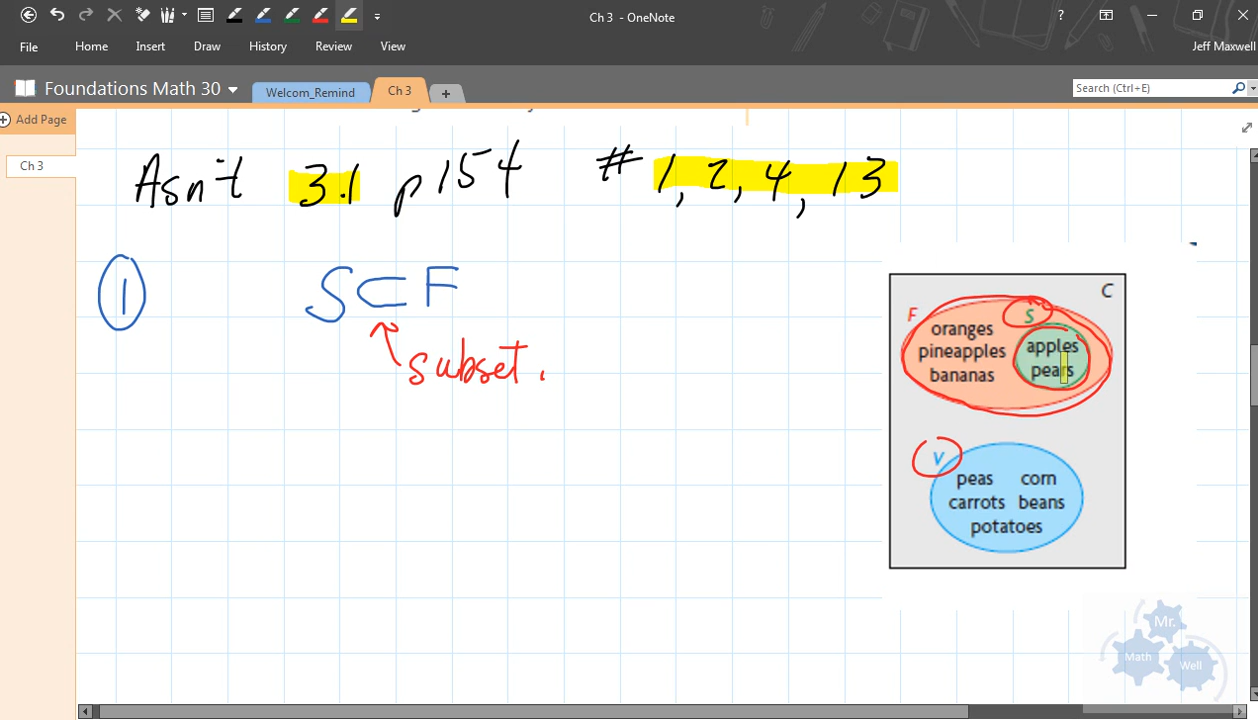 Ch 3 - OneNote
?
File Home Insert Draw History Review View
Jeff Maxwell
Foundations Math 30
Welcom_Remind
Ch 3
Search (Ctrl+E)
Add Page
Ch 3
Asn't 3.1 p154 # 1, 2, 4, 13
1
S ⊂ F
subset.
C
F
S
oranges
pineapples
bananas
apples
pears
V
peas corn
carrots beans
potatoes
Mr.
Math
Well